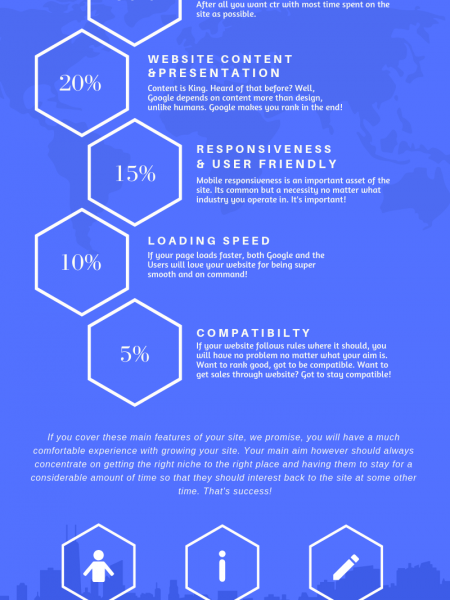 After all you want ctr with most time spent on the
site as possible.
20%
WEBSITE CONTENT
&PRESENTATION
Content is King. Heard of that before? Well,
Google depends on content more than design,
unlike humans. Google makes you rank in the end!
15%
RESPONSIVENESS
& USER FRIENDLY
Mobile responsiveness is an important asset of the
site. Its common but a necessity no matter what
industry you operate in. It's important!
10%
LOADING SPEED
If your page loads faster, both Google and the
Users will love your website for being super
smooth and on command!
5%
COMPATIBILTY
If your website follows rules where it should, you
will have no problem no matter what your aim is.
Want to rank good, got to be compatible. Want to
get sales through website? Got to stay compatible!
If you cover these main features of your site, we promise, you will have a much
comfortable experience with growing your site. Your main aim however should always
concentrate on getting the right niche to the right place and having them to stay for a
considerable amount of time so that they should interest back to the site at some other
time. That's success!